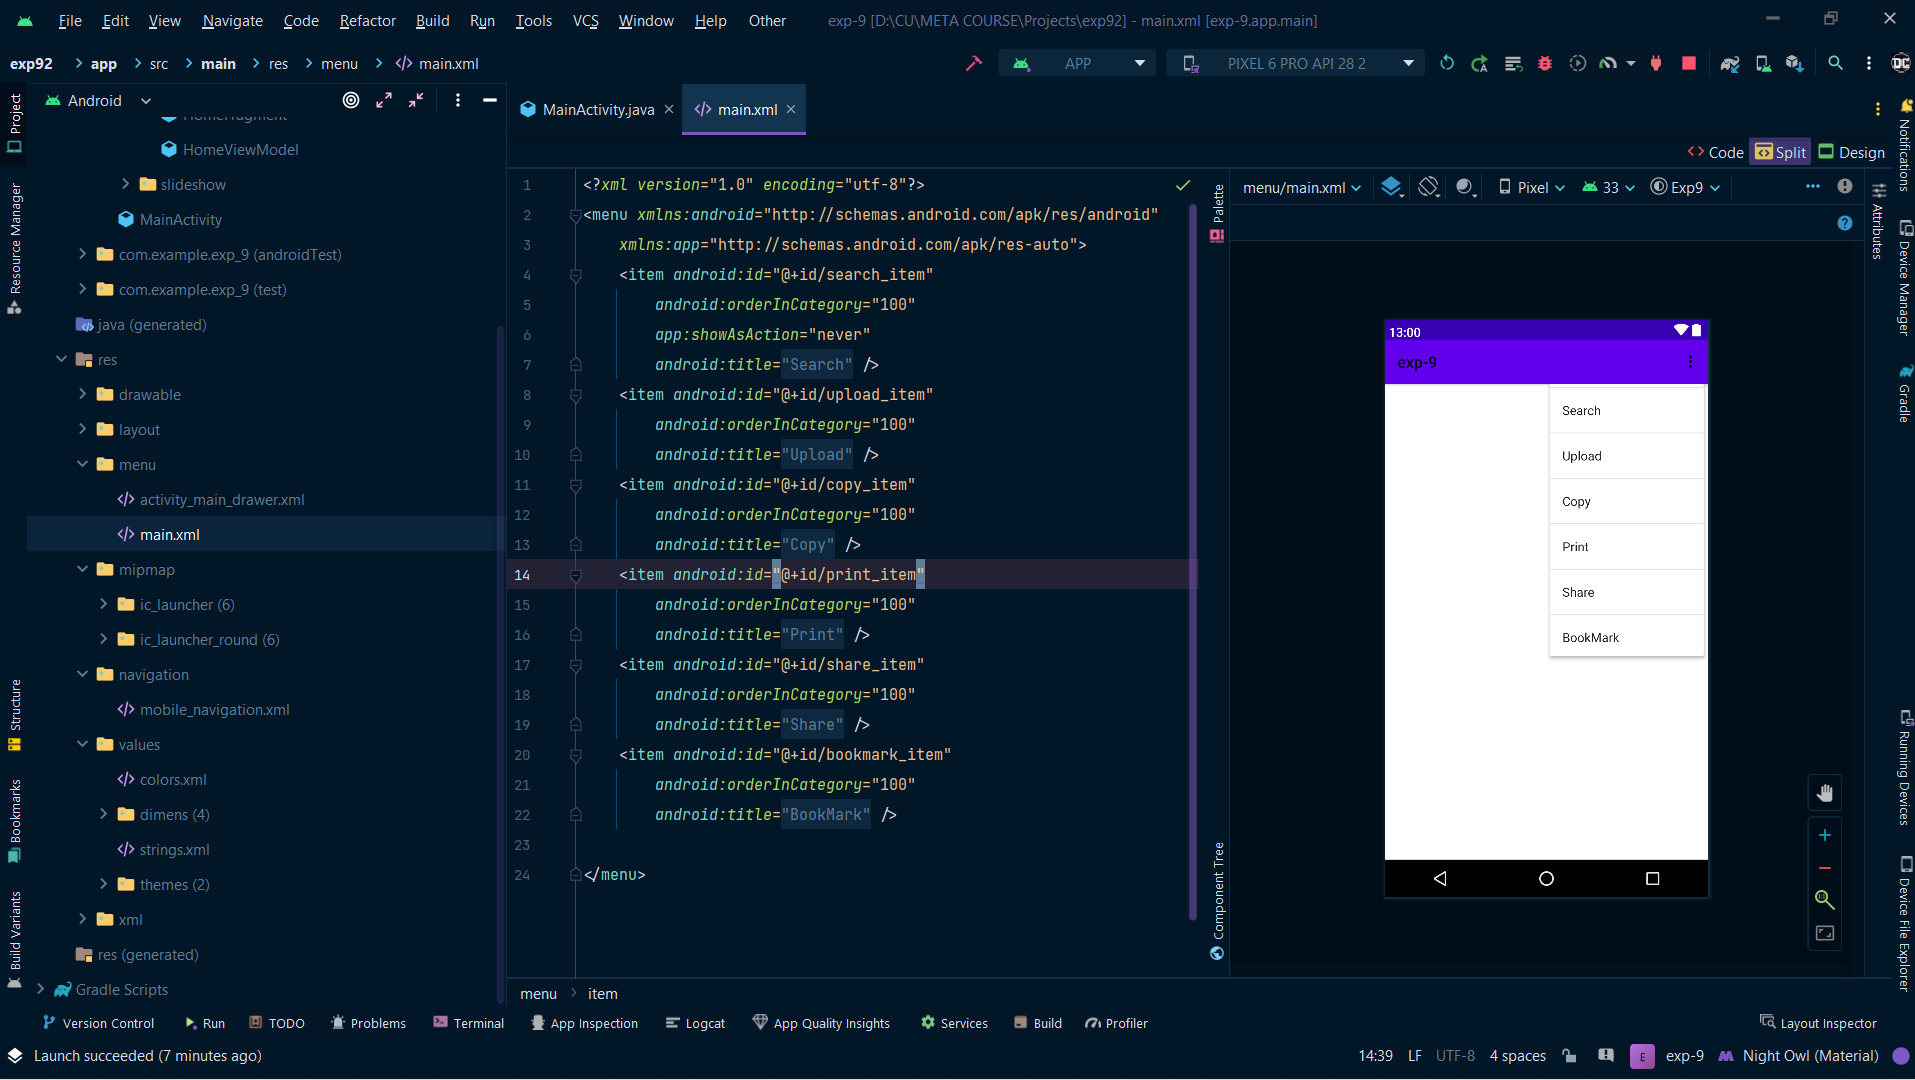 File Edit View Navigate Code Refactor Build Run Tools VCS Window Help Other
exp-9 [D:\CU\META COURSE\Projects\exp92] - main.xml [exp-9.app.main]
exp92 app src main res menu main.xml
APP
PIXEL 6 PRO API 28 2
DC
Android
MainActivity.java
main.xml
Code Split Design
Project
Resource Manager
Structure
Bookmarks
Build Variants
HomeFragment
HomeViewModel
slideshow
MainActivity
com.example.exp_9 (androidTest)
com.example.exp_9 (test)
java (generated)
res
drawable
layout
menu
activity_main_drawer.xml
main.xml
mipmap
ic_launcher (6)
ic_launcher_round (6)
navigation
mobile_navigation.xml
values
colors.xml
dimens (4)
strings.xml
themes (2)
xml
res (generated)
Gradle Scripts
1 <?xml version="1.0" encoding="utf-8"?>
2 <menu xmlns:android="http://schemas.android.com/apk/res/android"
3 xmlns:app="http://schemas.android.com/apk/res-auto">
4 <item android:id="@+id/search_item"
5 android:orderInCategory="100"
6 app:showAsAction="never"
7 android:title="Search" />
8 <item android:id="@+id/upload_item"
9 android:orderInCategory="100"
10 android:title="Upload" />
11 <item android:id="@+id/copy_item"
12 android:orderInCategory="100"
13 android:title="Copy" />
14 <item android:id="@+id/print_item"
15 android:orderInCategory="100"
16 android:title="Print" />
17 <item android:id="@+id/share_item"
18 android:orderInCategory="100"
19 android:title="Share" />
20 <item android:id="@+id/bookmark_item"
21 android:orderInCategory="100"
22 android:title="BookMark" />
23
24 </menu>
menu item
Palette
Component Tree
menu/main.xml
Pixel
33
Exp9
13:00
exp-9
Search
Upload
Copy
Print
Share
BookMark
Attributes
Notifications
Device Manager
Gradle
Running Devices
Device File Explorer
Version Control Run TODO Problems Terminal App Inspection Logcat App Quality Insights Services Build Profiler Layout Inspector
Launch succeeded (7 minutes ago)
14:39 LF UTF-8 4 spaces E exp-9 Night Owl (Material)